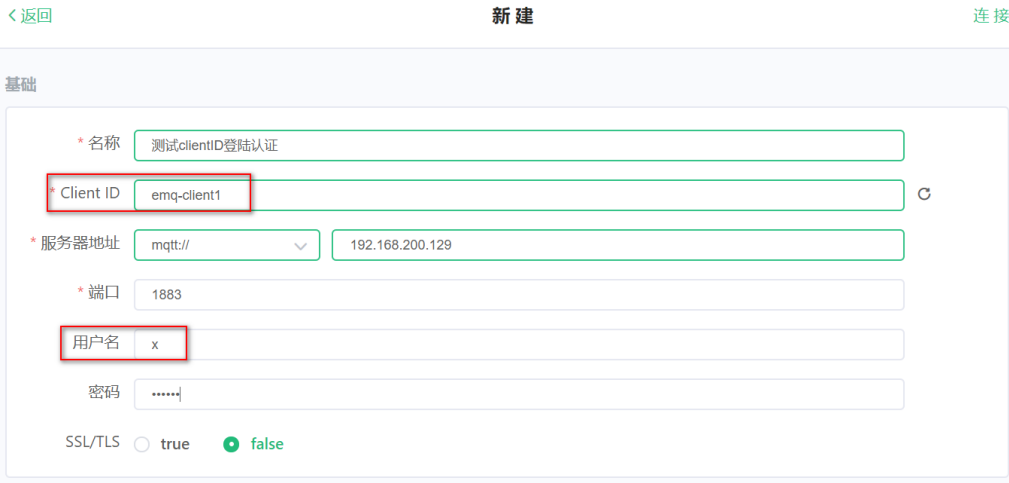 返回 新建 连接
基础
* 名称 测试clientID登陆认证
* Client ID emq-client1
* 服务器地址 mqtt:// 192.168.200.129
* 端口 1883
用户名 x
密码 ••••••
SSL/TLS true false